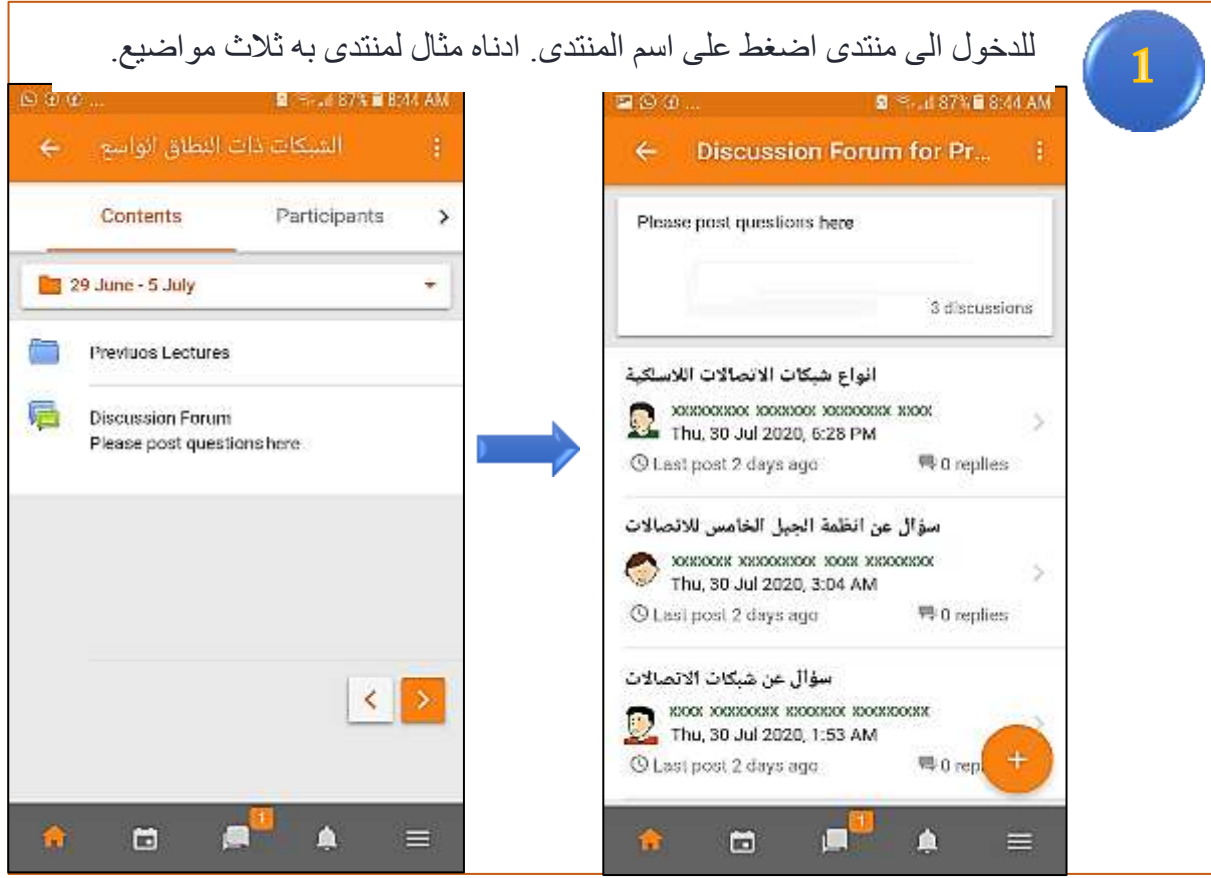 1
للدخول الى منتدى اضغط على اسم المنتدى. ادناه مثال لمنتدى به ثلاث مواضيع.
... 87% 8:44 AM
الشبكات ذات النطاق الواسع
Contents Participants
29 June - 5 July
Previuos Lectures
Discussion Forum
Please post questions here
1
... 87% 8:44 AM
Discussion Forum for Pr...
Please post questions here
3 discussions
انواع شبكات الاتصالات اللاسلكية
Thu, 30 Jul 2020, 6:28 PM
Last post 2 days ago 0 replies
سؤال عن انظمة الجيل الخامس للاتصالات
Thu, 30 Jul 2020, 3:04 AM
Last post 2 days ago 0 replies
سؤال عن شبكات الاتصالات
Thu, 30 Jul 2020, 1:53 AM
Last post 2 days ago 0 repl
1